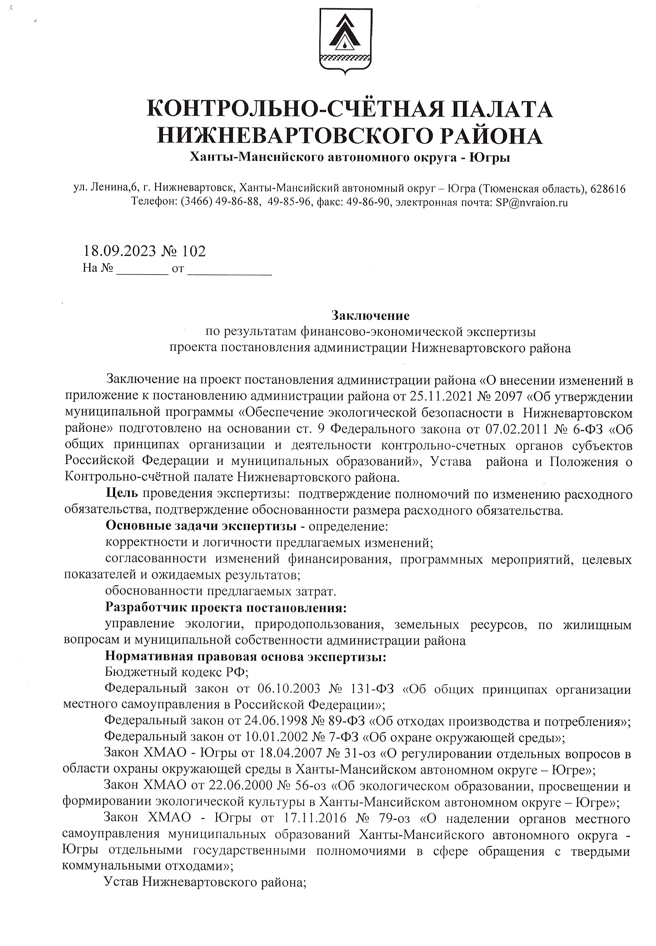 КОНТРОЛЬНО-СЧЁТНАЯ ПАЛАТА
НИЖНЕВАРТОВСКОГО РАЙОНА
Ханты-Мансийского автономного округа - Югры
ул. Ленина,6, г. Нижневартовск, Ханты-Мансийский автономный округ – Югра (Тюменская область), 628616
Телефон: (3466) 49-86-88, 49-85-96, факс: 49-86-90, электронная почта: SP@nvraion.ru
18.09.2023 № 102
На № ________ от _____________
Заключение
по результатам финансово-экономической экспертизы
проекта постановления администрации Нижневартовского района
Заключение на проект постановления администрации района «О внесении изменений в
приложение к постановлению администрации района от 25.11.2021 № 2097 «Об утверждении
муниципальной программы «Обеспечение экологической безопасности в Нижневартовском
районе» подготовлено на основании ст. 9 Федерального закона от 07.02.2011 № 6-ФЗ «Об
общих принципах организации и деятельности контрольно-счетных органов субъектов
Российской Федерации и муниципальных образований», Устава района и Положения о
Контрольно-счётной палате Нижневартовского района.
Цель проведения экспертизы: подтверждение полномочий по изменению расходного
обязательства, подтверждение обоснованности размера расходного обязательства.
Основные задачи экспертизы - определение:
корректности и логичности предлагаемых изменений;
согласованности изменений финансирования, программных мероприятий, целевых
показателей и ожидаемых результатов;
обоснованности предлагаемых затрат.
Разработчик проекта постановления:
управление экологии, природопользования, земельных ресурсов, по жилищным
вопросам и муниципальной собственности администрации района
Нормативная правовая основа экспертизы:
Бюджетный кодекс РФ;
Федеральный закон от 06.10.2003 № 131-ФЗ «Об общих принципах организации
местного самоуправления в Российской Федерации»;
Федеральный закон от 24.06.1998 № 89-ФЗ «Об отходах производства и потребления»;
Федеральный закон от 10.01.2002 № 7-ФЗ «Об охране окружающей среды»;
Закон ХМАО - Югры от 18.04.2007 № 31-оз «О регулировании отдельных вопросов в
области охраны окружающей среды в Ханты-Мансийском автономном округе – Югре»;
Закон ХМАО от 22.06.2000 № 56-оз «Об экологическом образовании, просвещении и
формировании экологической культуры в Ханты-Мансийском автономном округе – Югре»;
Закон ХМАО - Югры от 17.11.2016 № 79-оз «О наделении органов местного
самоуправления муниципальных образований Ханты-Мансийского автономного округа -
Югры отдельными государственными полномочиями в сфере обращения с твердыми
коммунальными отходами»;
Устав Нижневартовского района;